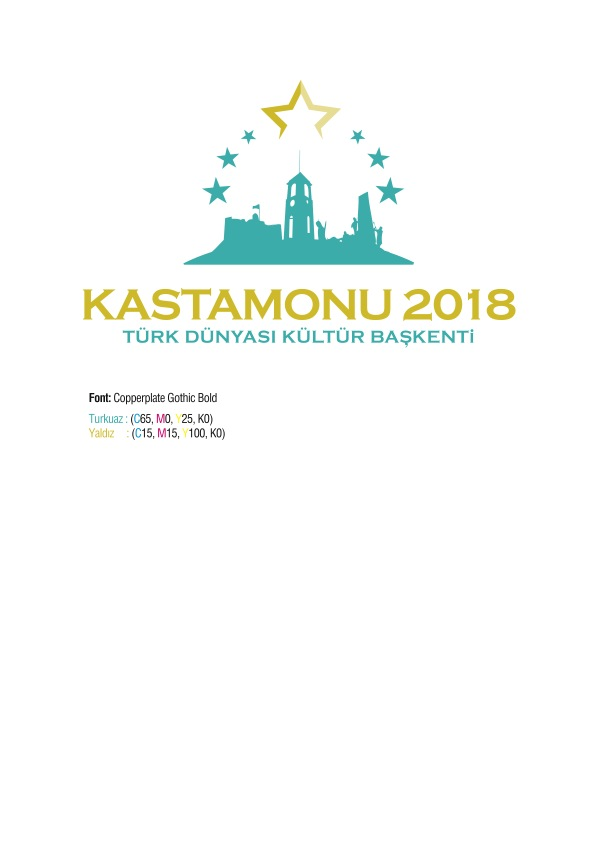 KASTAMONU 2018
TÜRK DÜNYASI KÜLTÜR BAŞKENTi
Font: Copperplate Gothic Bold
Turkuaz : (C65, M0, Y25, K0)
Yaldız : (C15, M15, Y100, K0)